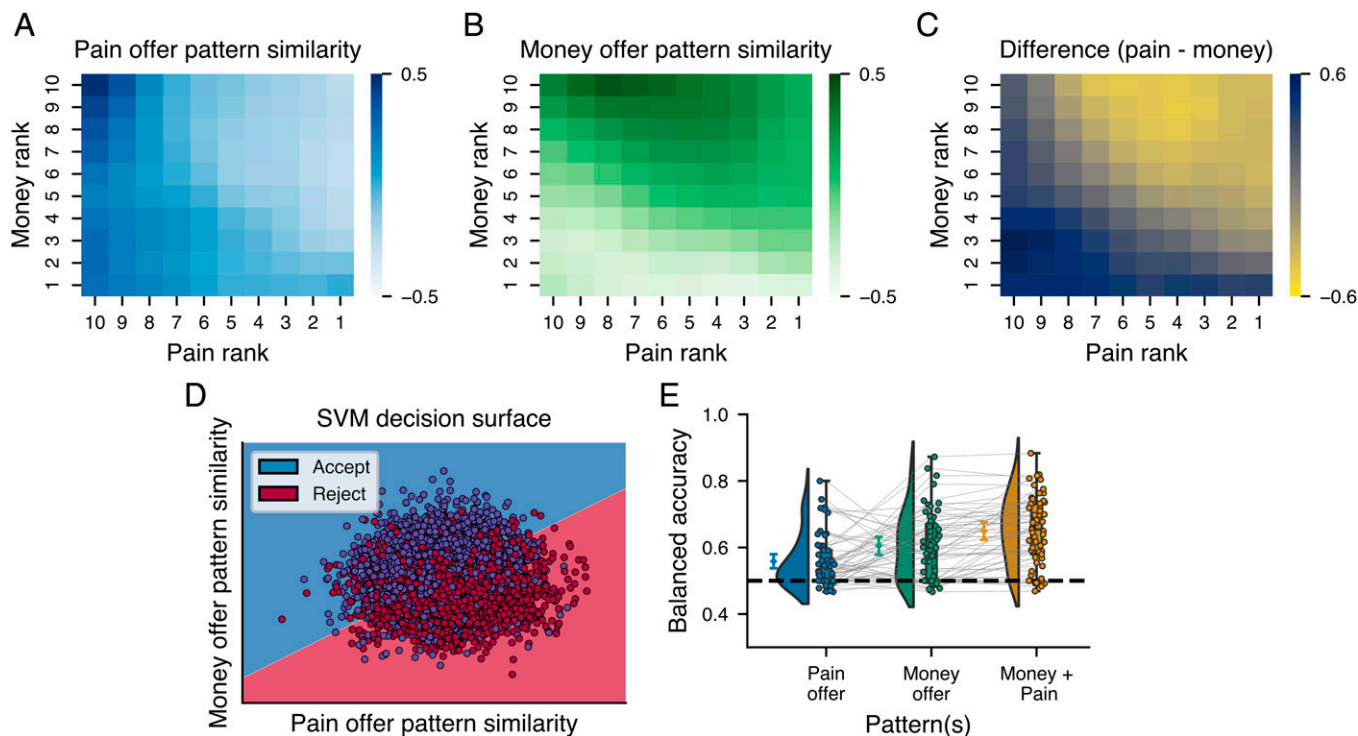 A
Pain offer pattern similarity
Money rank
10
9
8
7
6
5
4
3
2
1
10 9 8 7 6 5 4 3 2 1
Pain rank
0.5
−0.5
B
Money offer pattern similarity
Money rank
10
9
8
7
6
5
4
3
2
1
10 9 8 7 6 5 4 3 2 1
Pain rank
0.5
−0.5
C
Difference (pain - money)
Money rank
10
9
8
7
6
5
4
3
2
1
10 9 8 7 6 5 4 3 2 1
Pain rank
0.6
−0.6
D
SVM decision surface
Money offer pattern similarity
Accept
Reject
Pain offer pattern similarity
E
Balanced accuracy
1.0
0.8
0.6
0.4
Pain
offer
Money
offer
Money +
Pain
Pattern(s)